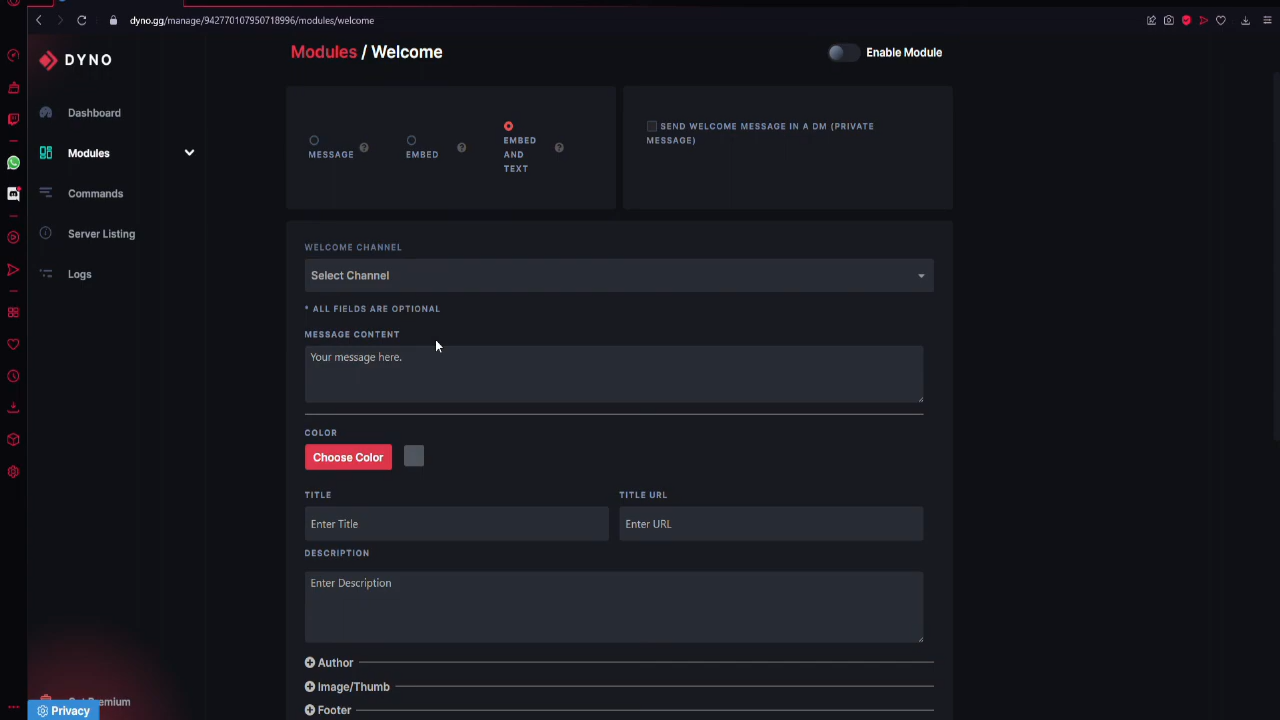 dyno.gg/manage/942770107950718996/modules/welcome
DYNO
Dashboard
Modules
Commands
Server Listing
Logs
Premium
Privacy
Modules / Welcome
Enable Module
MESSAGE
EMBED
EMBED
AND
TEXT
SEND WELCOME MESSAGE IN A DM (PRIVATE
MESSAGE)
WELCOME CHANNEL
Select Channel
* ALL FIELDS ARE OPTIONAL
MESSAGE CONTENT
Your message here.
COLOR
Choose Color
TITLE
TITLE URL
Enter Title
Enter URL
DESCRIPTION
Enter Description
Author
Image/Thumb
Footer